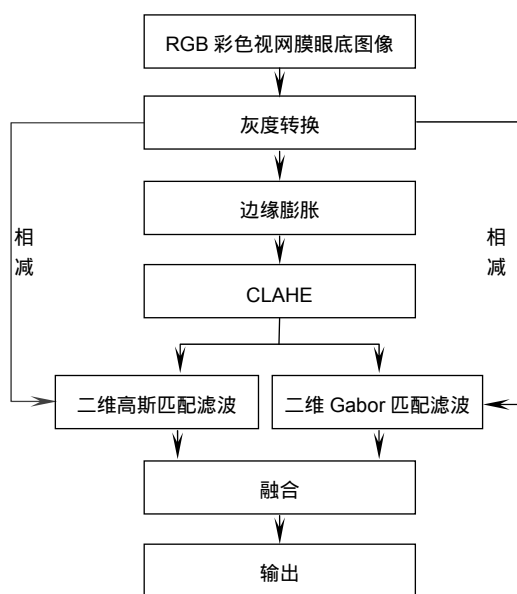 RGB 彩色视网膜眼底图像
灰度转换
边缘膨胀
相
减
相
减
CLAHE
二维高斯匹配滤波
二维 Gabor 匹配滤波
融合
输出